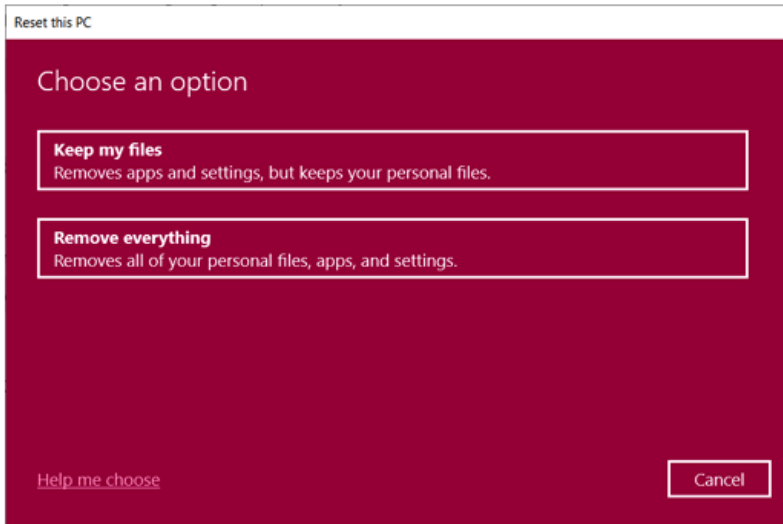 Reset this PC
Choose an option
Keep my files
Removes apps and settings, but keeps your personal files.
Remove everything
Removes all of your personal files, apps, and settings.
Help me choose
Cancel